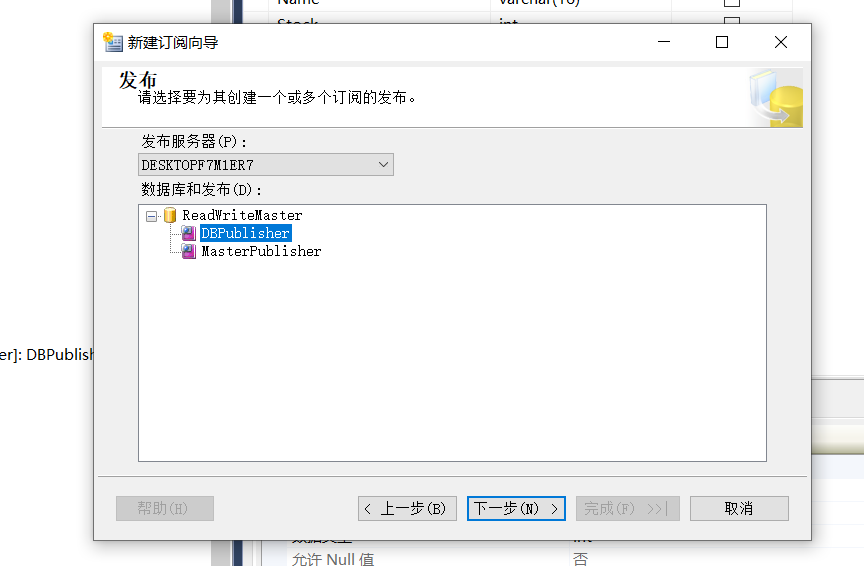 Name varchar(16)
Stock int
新建订阅向导
发布
请选择要为其创建一个或多个订阅的发布。
发布服务器(P):
DESKTOPF7M1ER7
数据库和发布(D):
ReadWriteMaster
DBPublisher
MasterPublisher
er]: DBPublish
帮助(H)
< 上一步(B)
下一步(N) >
完成(F) >>|
取消
数据类型 int
允许 Null 值 否